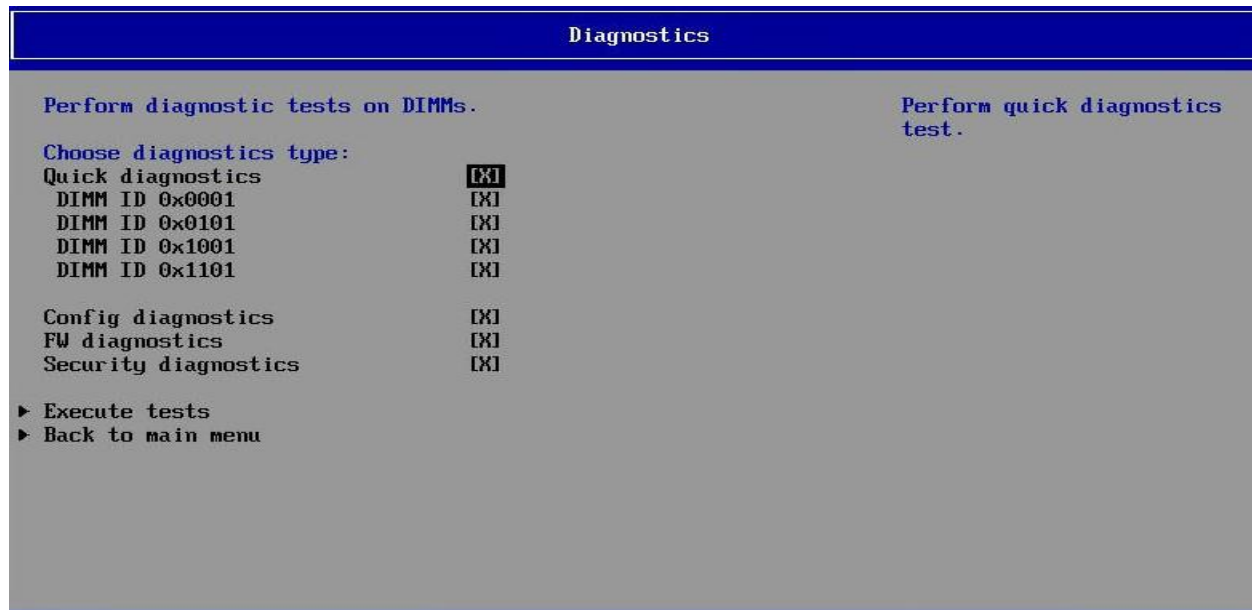 Diagnostics
Perform diagnostic tests on DIMMs.
Choose diagnostics type:
Quick diagnostics [X]
DIMM ID 0x0001 [X]
DIMM ID 0x0101 [X]
DIMM ID 0x1001 [X]
DIMM ID 0x1101 [X]
Config diagnostics [X]
FW diagnostics [X]
Security diagnostics [X]
▶ Execute tests
▶ Back to main menu
Perform quick diagnostics
test.